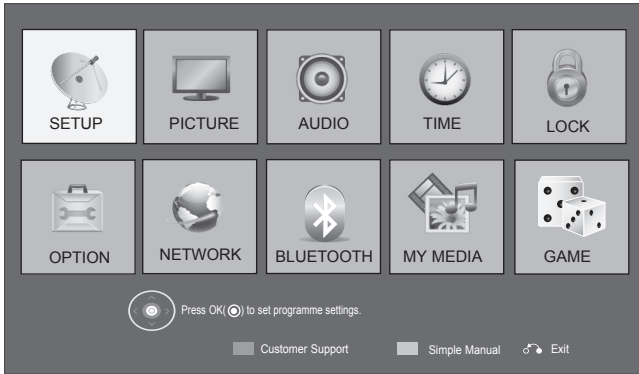 SETUP
PICTURE
AUDIO
TIME
LOCK
OPTION
NETWORK
BLUETOOTH
MY MEDIA
GAME
Press OK( ) to set programme settings.
Customer Support
Simple Manual
Exit